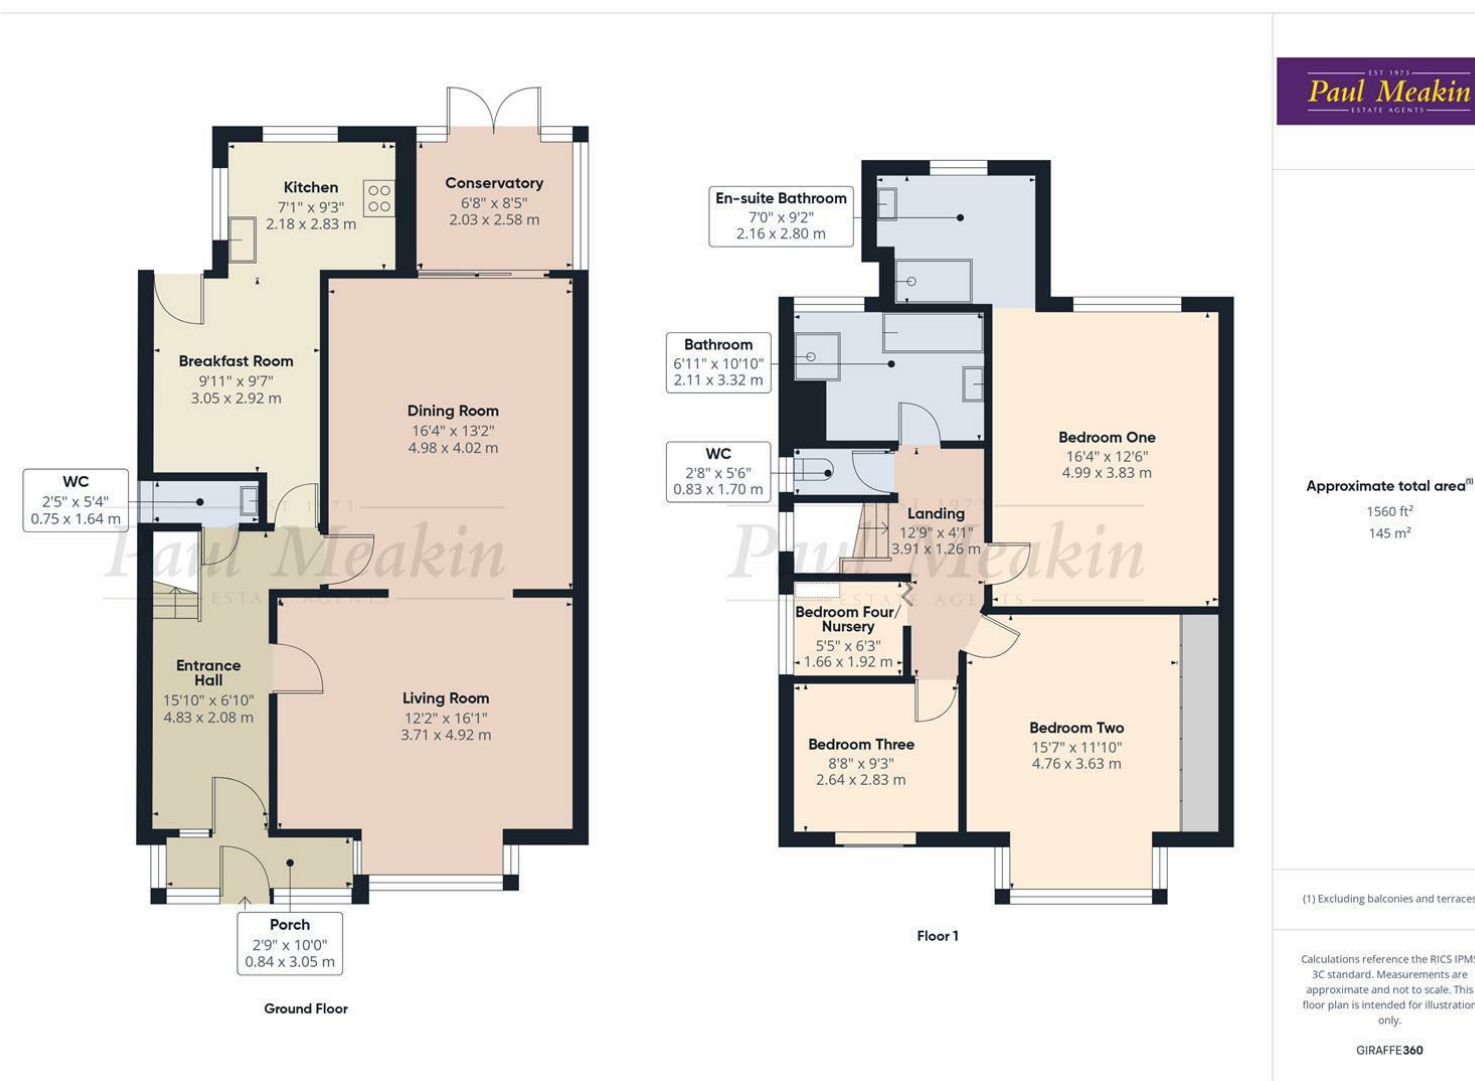 Kitchen
7'1" x 9'3"
2.18 x 2.83 m
Conservatory
6'8" x 8'5"
2.03 x 2.58 m
Breakfast Room
9'11" x 9'7"
3.05 x 2.92 m
Dining Room
16'4" x 13'2"
4.98 x 4.02 m
WC
2'5" x 5'4"
0.75 x 1.64 m
EST 1973
Paul Meakin
ESTATE AGENTS
Entrance
Hall
15'10" x 6'10"
4.83 x 2.08 m
Living Room
12'2" x 16'1"
3.71 x 4.92 m
Porch
2'9" x 10'0"
0.84 x 3.05 m
Ground Floor
En-suite Bathroom
7'0" x 9'2"
2.16 x 2.80 m
Bathroom
6'11" x 10'10"
2.11 x 3.32 m
WC
2'8" x 5'6"
0.83 x 1.70 m
Bedroom One
16'4" x 12'6"
4.99 x 3.83 m
Landing
12'9" x 4'1"
3.91 x 1.26 m
EST 1973
Paul Meakin
ESTATE AGENTS
Bedroom Four/
Nursery
5'5" x 6'3"
1.66 x 1.92 m
Bedroom Three
8'8" x 9'3"
2.64 x 2.83 m
Bedroom Two
15'7" x 11'10"
4.76 x 3.63 m
Floor 1
EST 1973
Paul Meakin
ESTATE AGENTS
Approximate total area(1)
1560 ft²
145 m²
(1) Excluding balconies and terraces
Calculations reference the RICS IPMS
3C standard. Measurements are
approximate and not to scale. This
floor plan is intended for illustration
only.
GIRAFFE360